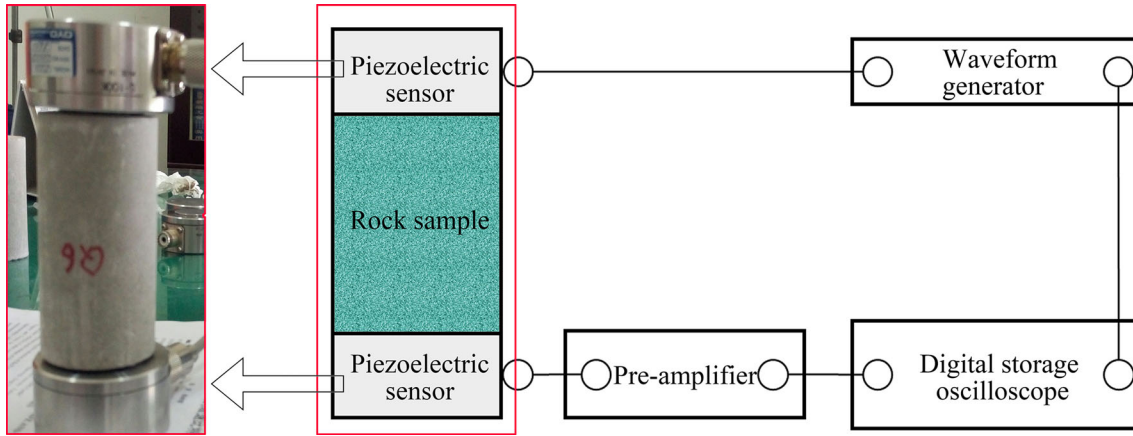 Piezoelectric
sensor
Waveform
generator
Rock sample
Piezoelectric
sensor
Pre-amplifier
Digital storage
oscilloscope